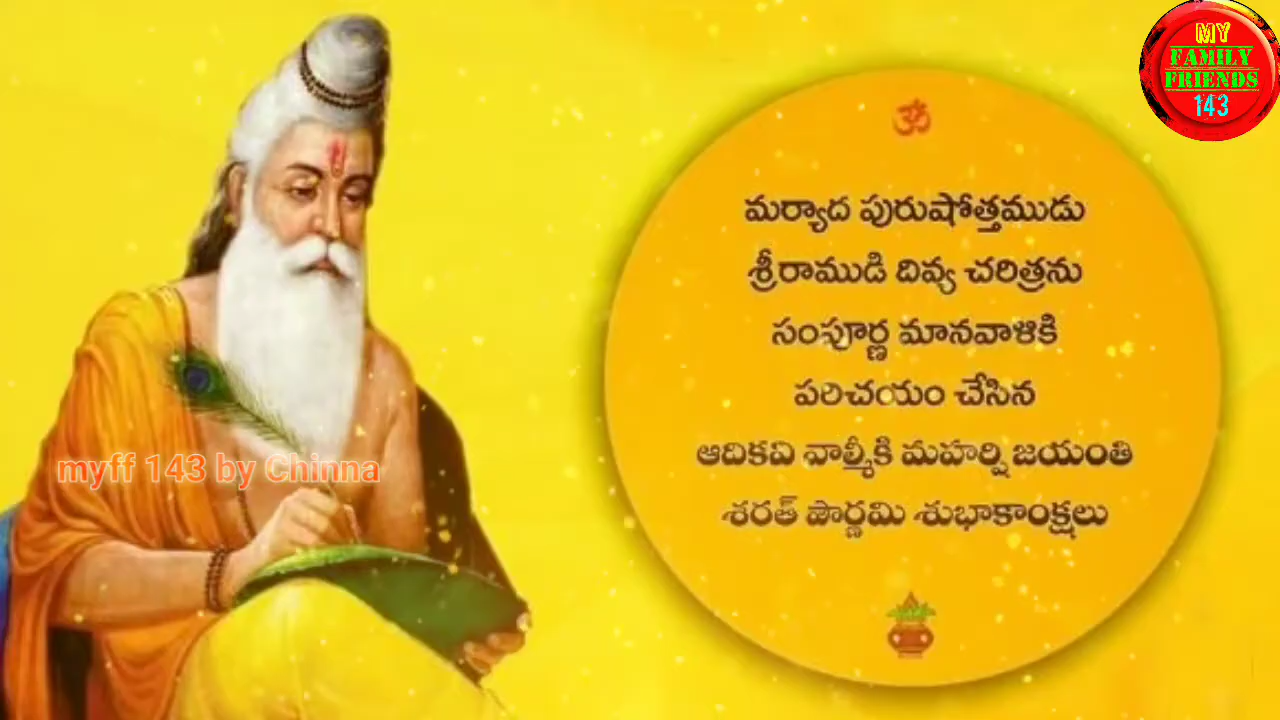 MY
FAMILY
FRIENDS
143
ॐ
మర్యాద పురుషోత్తముడు
శ్రీరాముడి దివ్య చరిత్రను
సంపూర్ణ మానవాళికి
పరిచయం చేసిన
ఆదికవి వాల్మీకి మహర్షి జయంతి
శరత్ పౌర్ణమి శుభాకాంక్షలు
myff 143 by Chinna